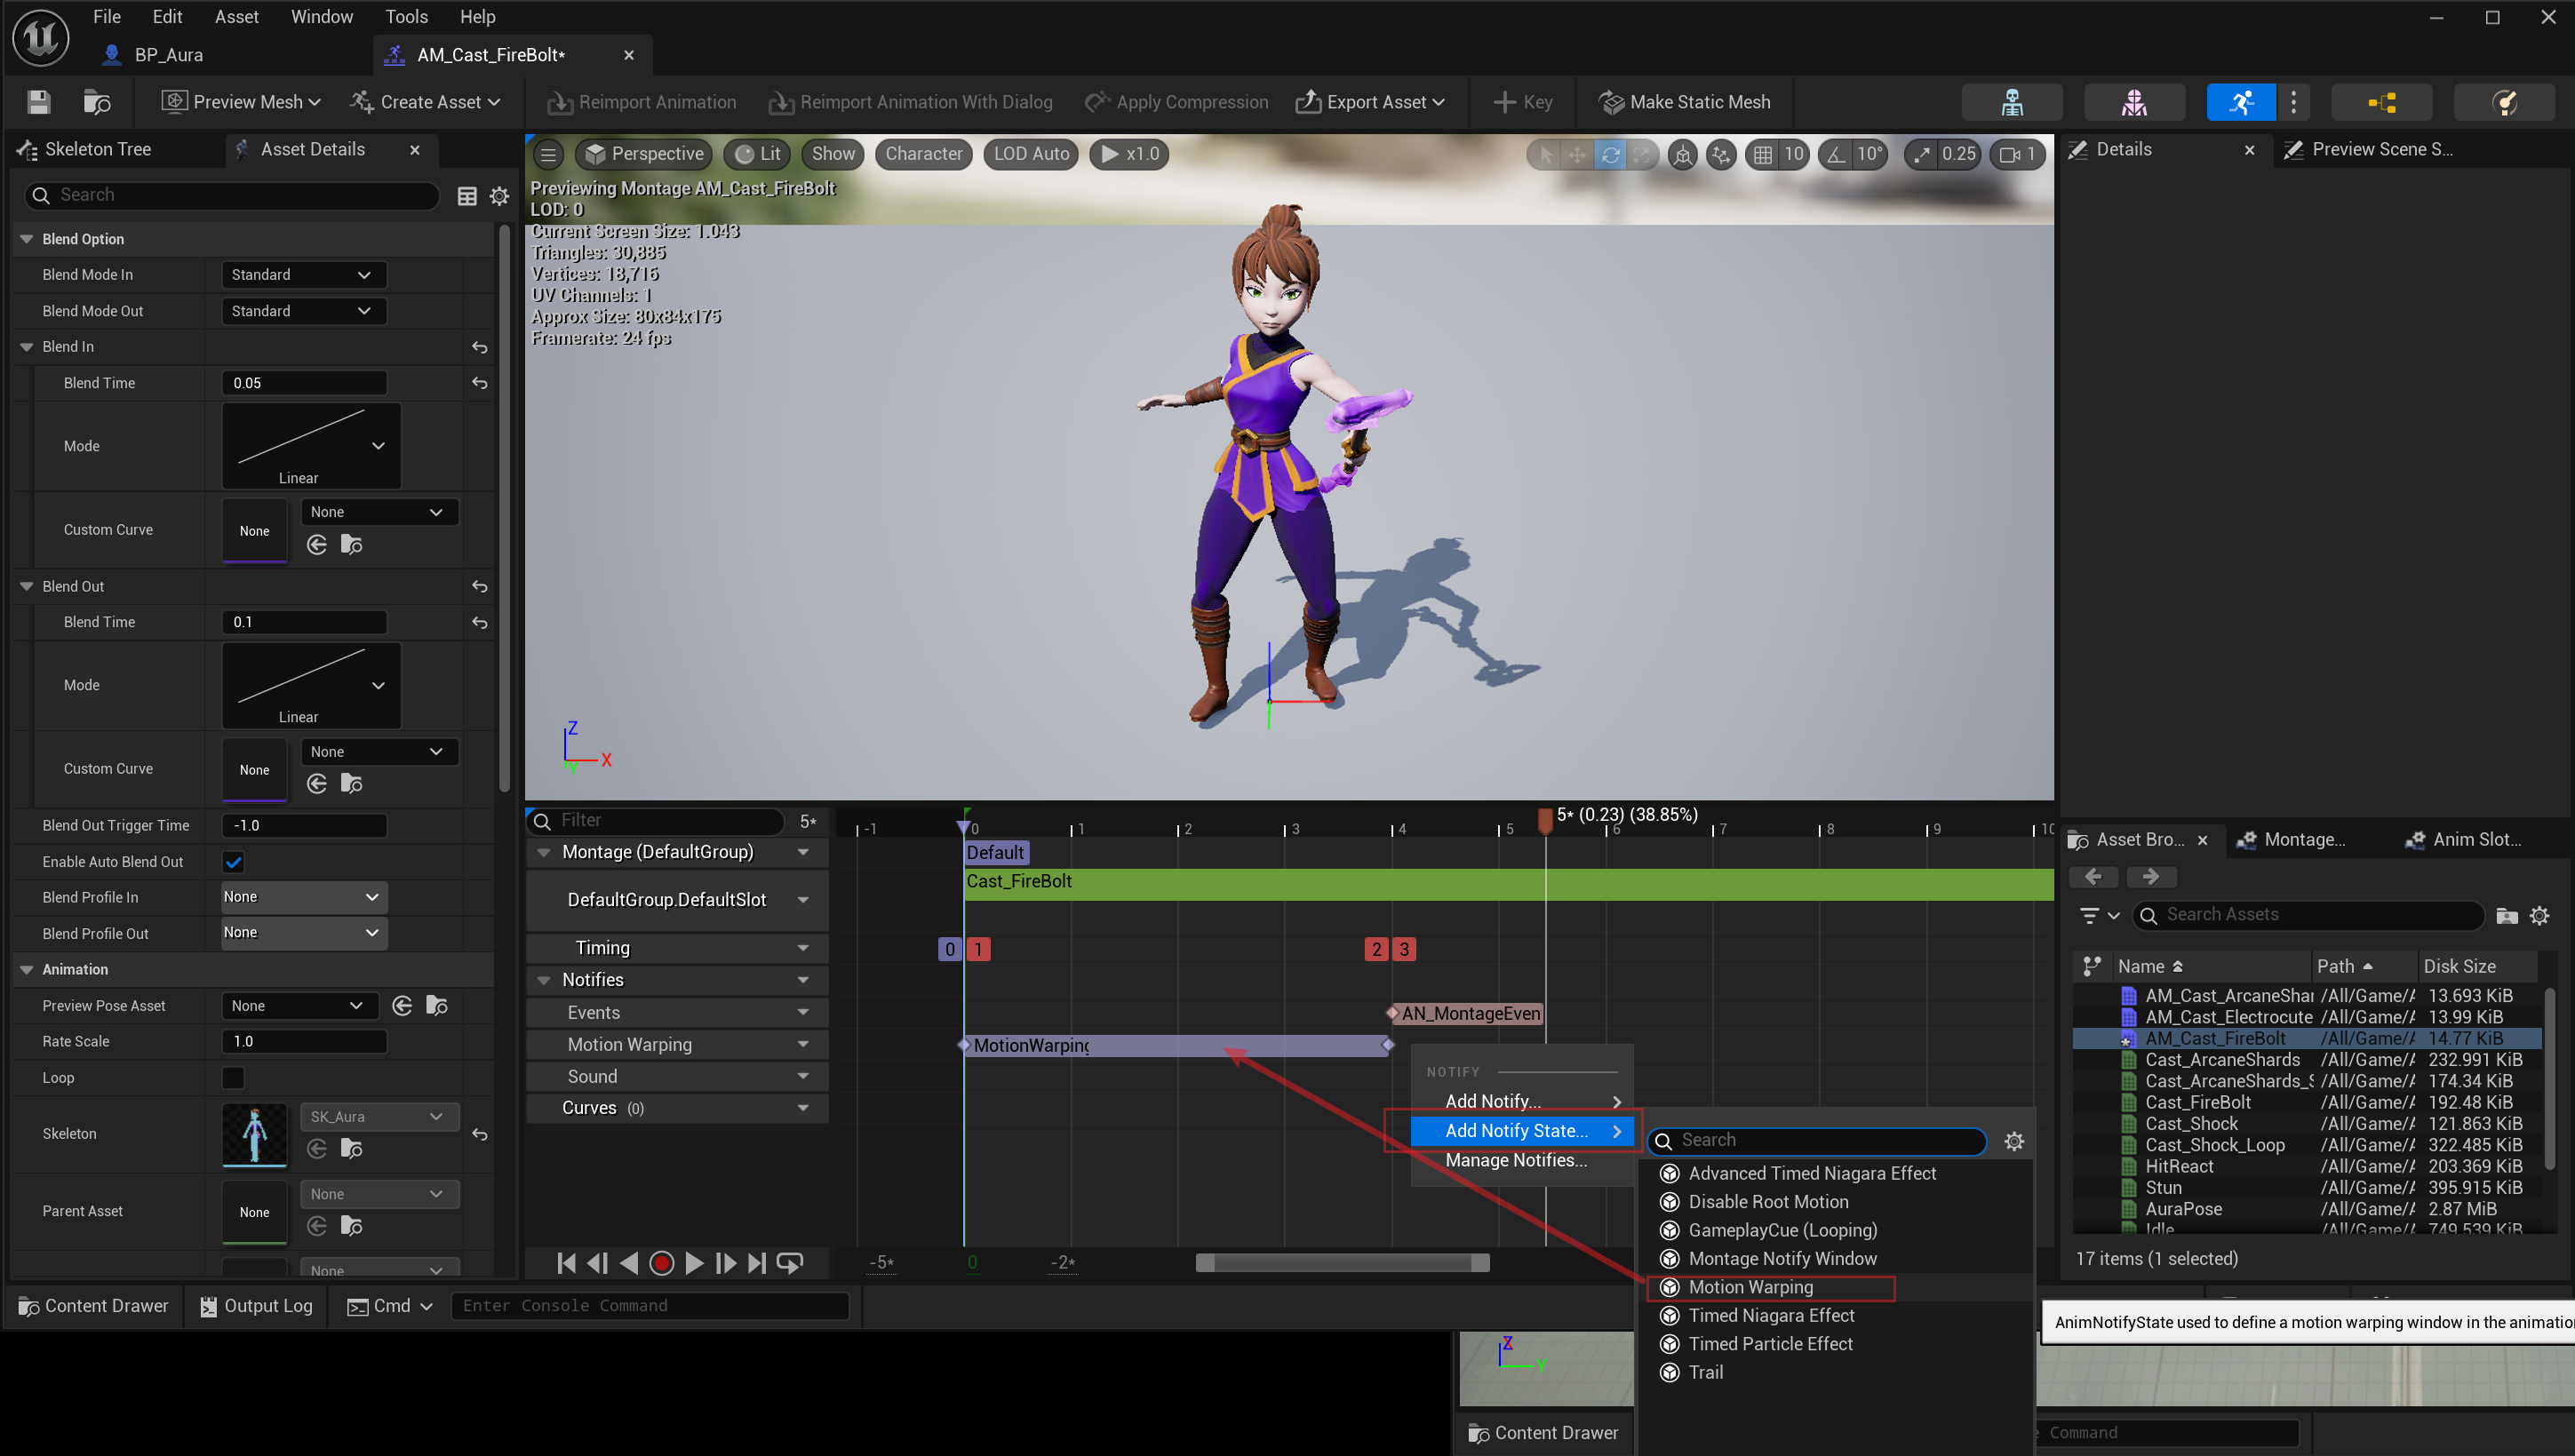 File Edit Asset Window Tools Help
BP_Aura
AM_Cast_FireBolt*
Preview Mesh
Create Asset
Reimport Animation
Reimport Animation With Dialog
Apply Compression
Export Asset
Key
Make Static Mesh
Skeleton Tree
Asset Details
Search
Blend Option
Blend Mode In
Standard
Blend Mode Out
Standard
Blend In
Blend Time
0.05
Mode
Linear
Custom Curve
None
None
Blend Out
Blend Time
0.1
Mode
Linear
Custom Curve
None
None
Blend Out Trigger Time
-1.0
Enable Auto Blend Out
Blend Profile In
None
Blend Profile Out
None
Animation
Preview Pose Asset
None
Rate Scale
1.0
Loop
Skeleton
SK_Aura
Parent Asset
None
None
None
Perspective
Lit
Show
Character
LOD Auto
x1.0
10
10°
0.25
1
Previewing Montage AM_Cast_FireBolt
LOD: 0
Current Screen Size: 1.043
Triangles: 30,885
Vertices: 18,716
UV Channels: 1
Approx Size: 80x84x175
Framerate: 24 fps
Z
X
Y
Filter
5*
-1
0
1
2
3
4
5
5* (0.23) (38.85%)
6
7
8
9
10
Montage (DefaultGroup)
Default
Cast_FireBolt
DefaultGroup.DefaultSlot
Timing
0
1
2
3
Notifies
Events
AN_MontageEven
Motion Warping
MotionWarping
Sound
Curves (0)
NOTIFY
Add Notify...
Add Notify State...
Manage Notifies...
Search
Advanced Timed Niagara Effect
Disable Root Motion
GameplayCue (Looping)
Montage Notify Window
Motion Warping
Timed Niagara Effect
Timed Particle Effect
Trail
-5*
0
-2*
Details
Preview Scene S...
Asset Bro...
Montage...
Anim Slot...
Search Assets
Name Path Disk Size
AM_Cast_ArcaneShar /All/Game/A 13.693 KiB
AM_Cast_Electrocute /All/Game/A 13.99 KiB
AM_Cast_FireBolt /All/Game/A 14.77 KiB
Cast_ArcaneShards /All/Game/A 232.991 KiB
Cast_ArcaneShards_S /All/Game/A 174.34 KiB
Cast_FireBolt /All/Game/A 192.48 KiB
Cast_Shock /All/Game/A 121.863 KiB
Cast_Shock_Loop /All/Game/A 322.485 KiB
HitReact /All/Game/A 203.369 KiB
Stun /All/Game/A 395.915 KiB
AuraPose /All/Game/A 2.87 MiB
Idle /All/Game/A 749.539 KiB
17 items (1 selected)
Content Drawer
Output Log
Cmd
Enter Console Command
AnimNotifyState used to define a motion warping window in the animatio
Z
Y
Content Drawer
Command